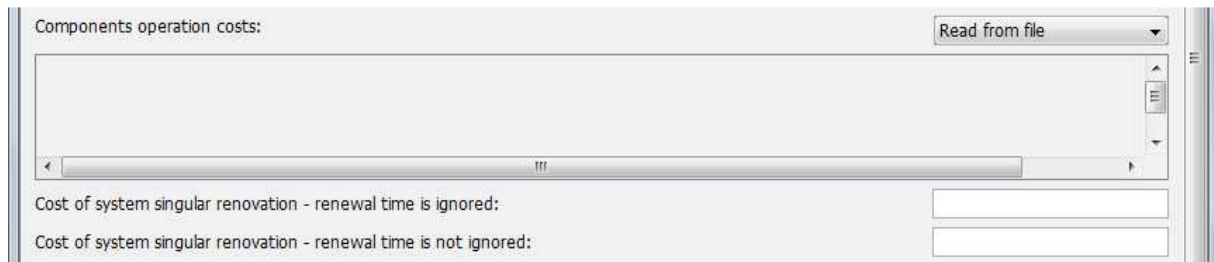 Components operation costs:
Read from file
Cost of system singular renovation - renewal time is ignored:
Cost of system singular renovation - renewal time is not ignored: